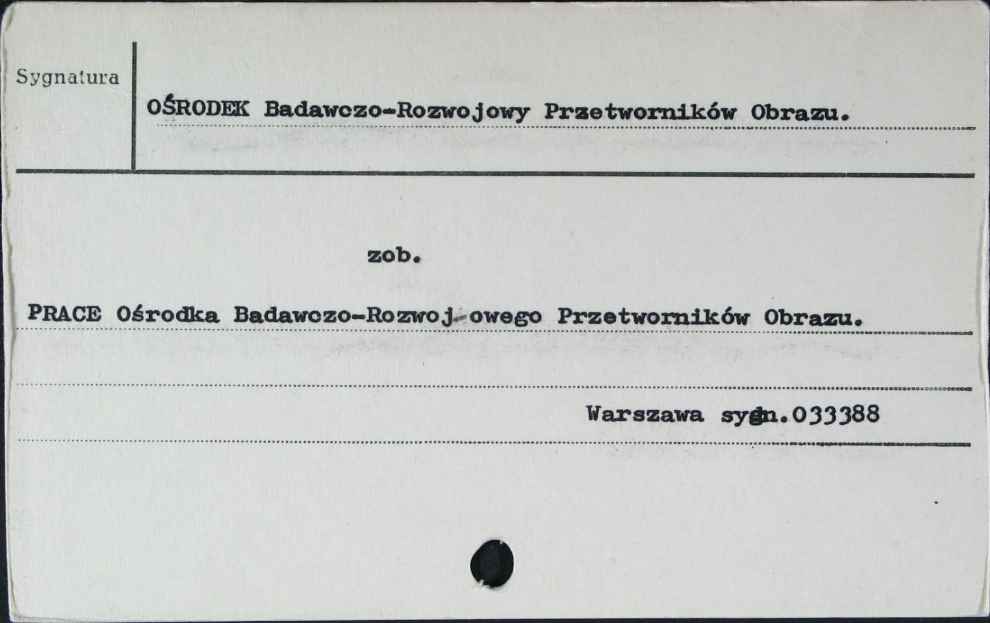 Sygnatura
OŚRODEK Badawczo-Rozwojowy Przetworników Obrazu.
zob.
PRACE Ośrodka Badawczo-Rozwoj-owego Przetworników Obrazu.
Warszawa sygn.033388